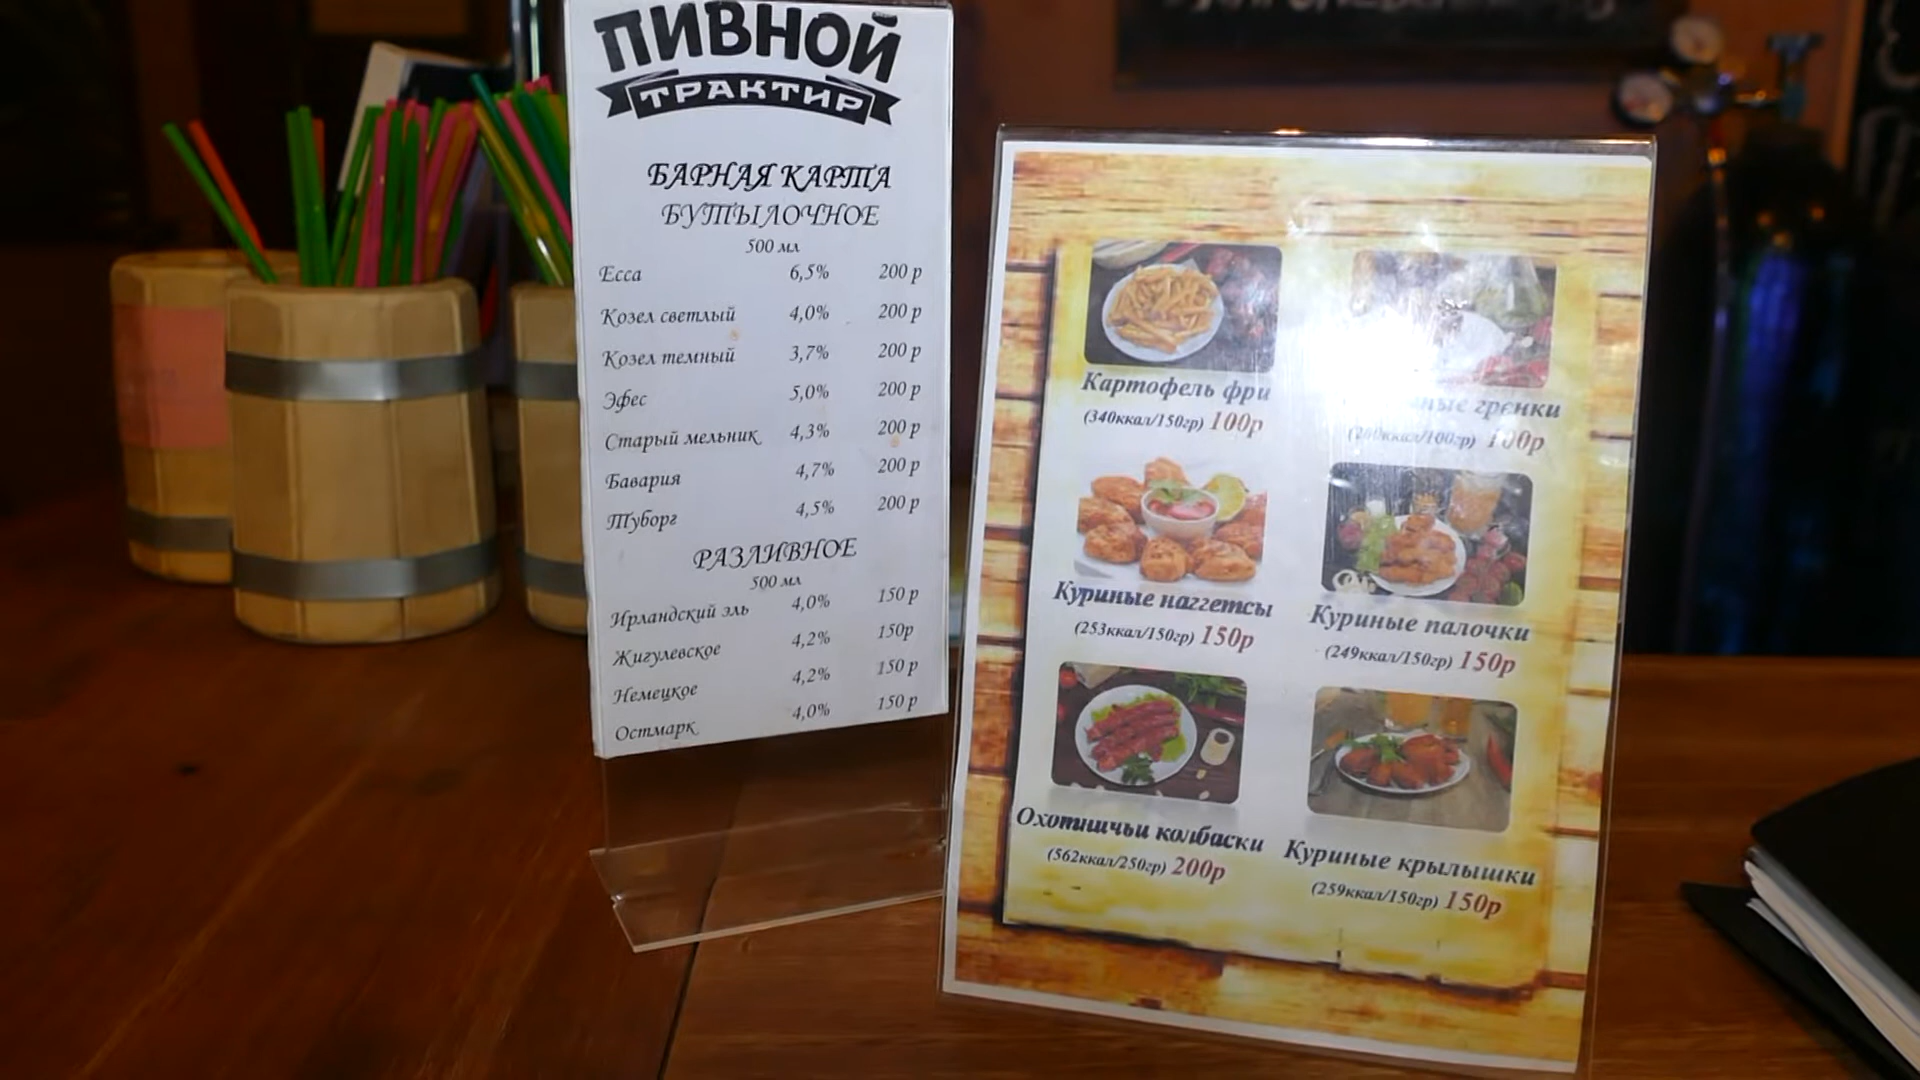 ПИВНОЙ
ТРАКТИР
БАРНАЯ КАРТА
БУТЫЛОЧНОЕ
500 мл
Есса 6,5% 200 р
Козел светлый 4,0% 200 р
Козел темный 3,7% 200 р
Эфес 5,0% 200 р
Старый мельник 4,3% 200 р
Бавария 4,7% 200 р
Туборг 4,5% 200 р
РАЗЛИВНОЕ
500 мл
Ирландский эль 4,0% 150 р
Жигулевское 4,2% 150р
Немецкое 4,2% 150 р
Остмарк 4,0% 150 р
Картофель фри
(340ккал/150гр) 100р
гренки
100р
Куриные наггетсы
(253ккал/150гр) 150р
Куриные палочки
(249ккал/150гр) 150р
Охотничьи колбаски
(562ккал/250гр) 200р
Куриные крылышки
(259ккал/150гр) 150р